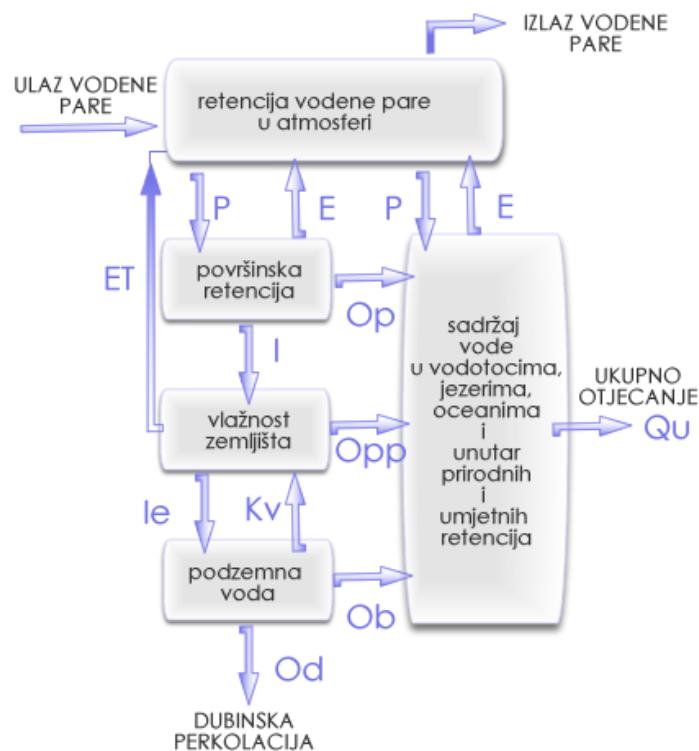 IZLAZ VODENE
PARE
ULAZ VODENE
PARE
retencija vodene pare
u atmosferi
P
E
P
E
ET
površinska
retencija
Op
I
sadržaj
vode
u vodotocima,
jezerima,
oceanima
i
unutar
prirodnih
i
umjetnih
retencija
UKUPNO
OTJECANJE
Qu
vlažnost
zemljišta
Opp
Ie
Kv
podzemna
voda
Ob
Od
DUBINSKA
PERKOLACIJA